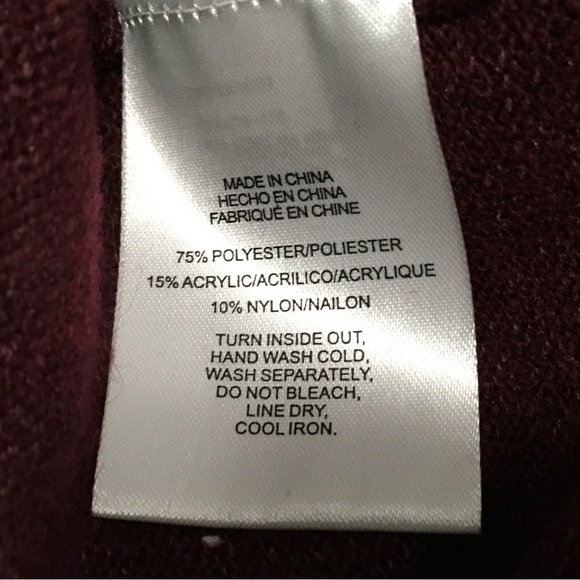 MADE IN CHINA
HECHO EN CHINA
FABRIQUÉ EN CHINE
75% POLYESTER/POLIESTER
15% ACRYLIC/ACRILICO/ACRYLIQUE
10% NYLON/NAILON
TURN INSIDE OUT,
HAND WASH COLD,
WASH SEPARATELY,
DO NOT BLEACH,
LINE DRY,
COOL IRON.